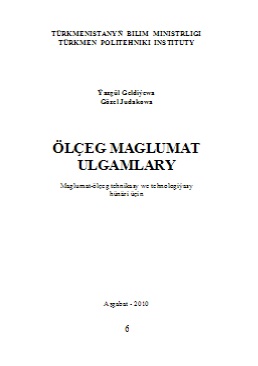 TÜRKMENISTANYŇ BILIM MINISTRLIGI
TÜRKMEN POLITEHNIKI INSTITUTY
Ýazgül Geldiýewa
Gözel Judakowa
ÖLÇEG MAGLUMAT
ULGAMLARY
Maglumat-ölçeg tehnikasy we tehnologiýasy
hünäri üçin
Aşgabat - 2010
6